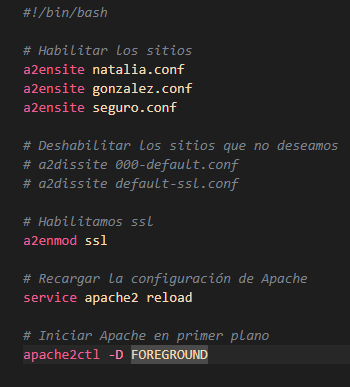 #!/bin/bash
# Habilitar los sitios
a2ensite natalia.conf
a2ensite gonzalez.conf
a2ensite seguro.conf
# Deshabilitar los sitios que no deseamos
# a2dissite 000-default.conf
# a2dissite default-ssl.conf
# Habilitamos ssl
a2enmod ssl
# Recargar la configuración de Apache
service apache2 reload
# Iniciar Apache en primer plano
apache2ctl -D FOREGROUND